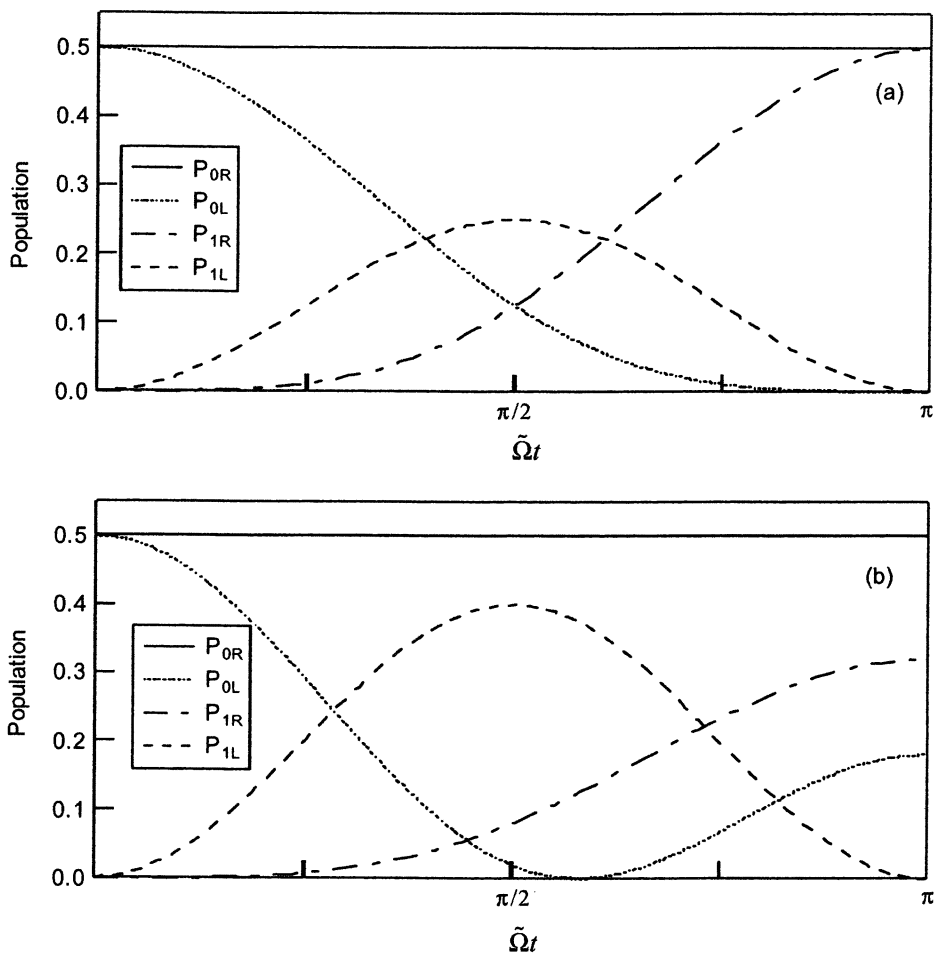 0.5
0.4
0.3
0.2
0.1
0.0
Population
(a)
P0R
P0L
P1R
P1L
π/2
π
Ω̃t
0.5
0.4
0.3
0.2
0.1
0.0
Population
(b)
P0R
P0L
P1R
P1L
π/2
π
Ω̃t